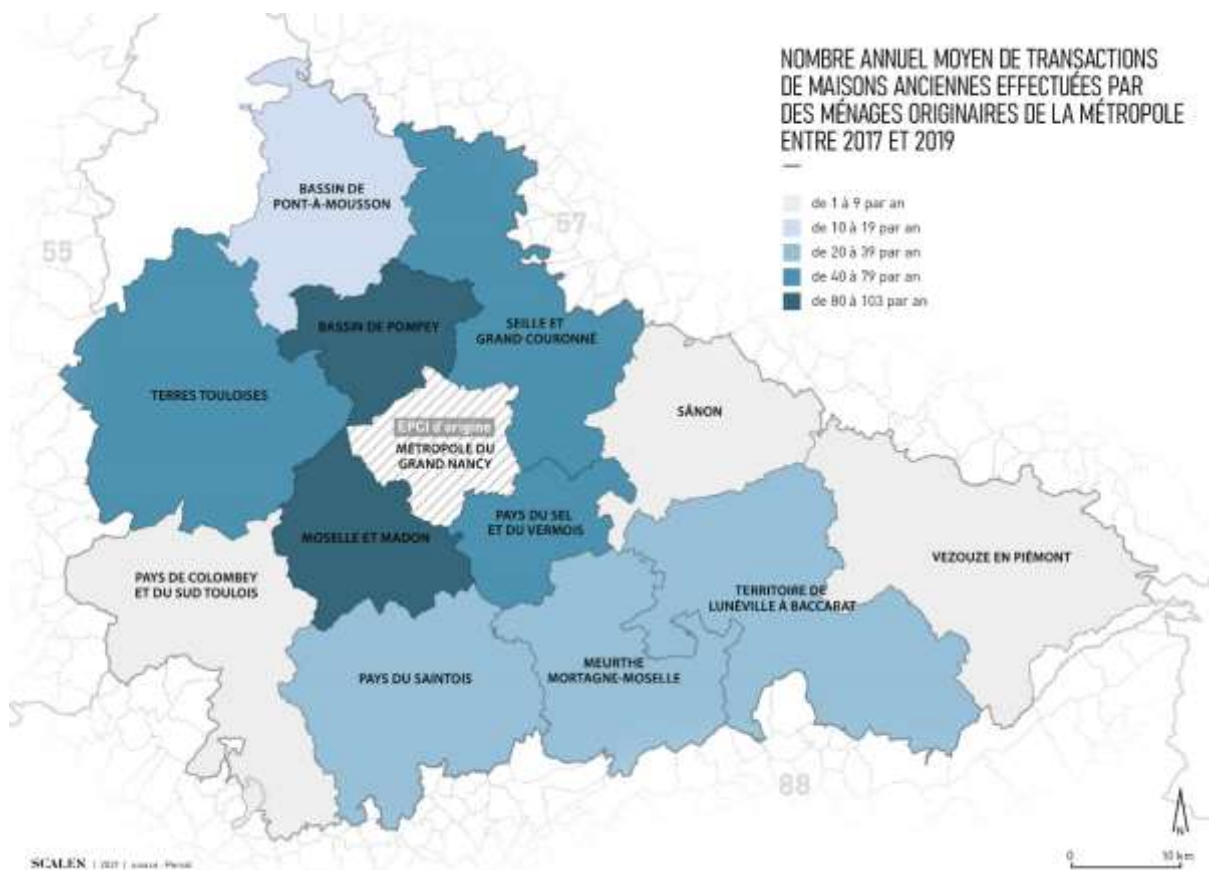 NOMBRE ANNUEL MOYEN DE TRANSACTIONS
DE MAISONS ANCIENNES EFFECTUÉES PAR
DES MÉNAGES ORIGINAIRES DE LA MÉTROPOLE
ENTRE 2017 ET 2019
de 1 à 9 par an
de 10 à 19 par an
de 20 à 39 par an
de 40 à 79 par an
de 80 à 103 par an
BASSIN DE
PONT-À-MOUSSON
57
55
BASSIN DE POMPEY
SEILLE ET
GRAND COURONNÉ
TERRES TOULOISES
SÂNON
EPCI d'origine
MÉTROPOLE DU
GRAND NANCY
PAYS DU SEL
ET DU VERMOIS
MOSELLE ET MADON
VEZOUZE EN PIÉMONT
PAYS DE COLOMBEY
ET DU SUD TOULOIS
TERRITOIRE DE
LUNÉVILLE À BACCARAT
MEURTHE
MORTAGNE-MOSELLE
PAYS DU SAINTOIS
88
N
0 10 km
SCALEN